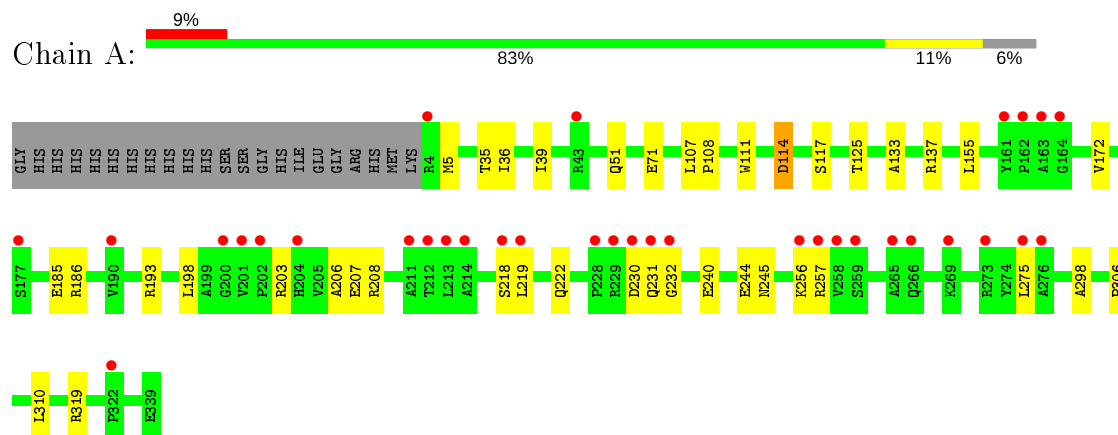 9%
Chain A:
83% 11% 6%
GLY HIS HIS HIS HIS HIS HIS HIS HIS HIS HIS SER SER GLY HIS ILE GLU GLY ARG HIS MET LYS R4 M5 T35 I36 I39 R43 Q51 E71 L107 P108 W111 D114 S117 T125 A133 R137 L155 Y161 P162 A163 G164 V172
S177 E185 R186 V190 R193 L198 A199 G200 V201 P202 R203 H204 V205 A206 E207 R208 A211 T212 L213 A214 S218 L219 Q222 P228 R229 D230 Q231 G232 E240 E244 N245 K256 R257 V258 S259 A265 Q266 K269 R273 Y274 L275 A276 A298
L310 R319 P322 E339